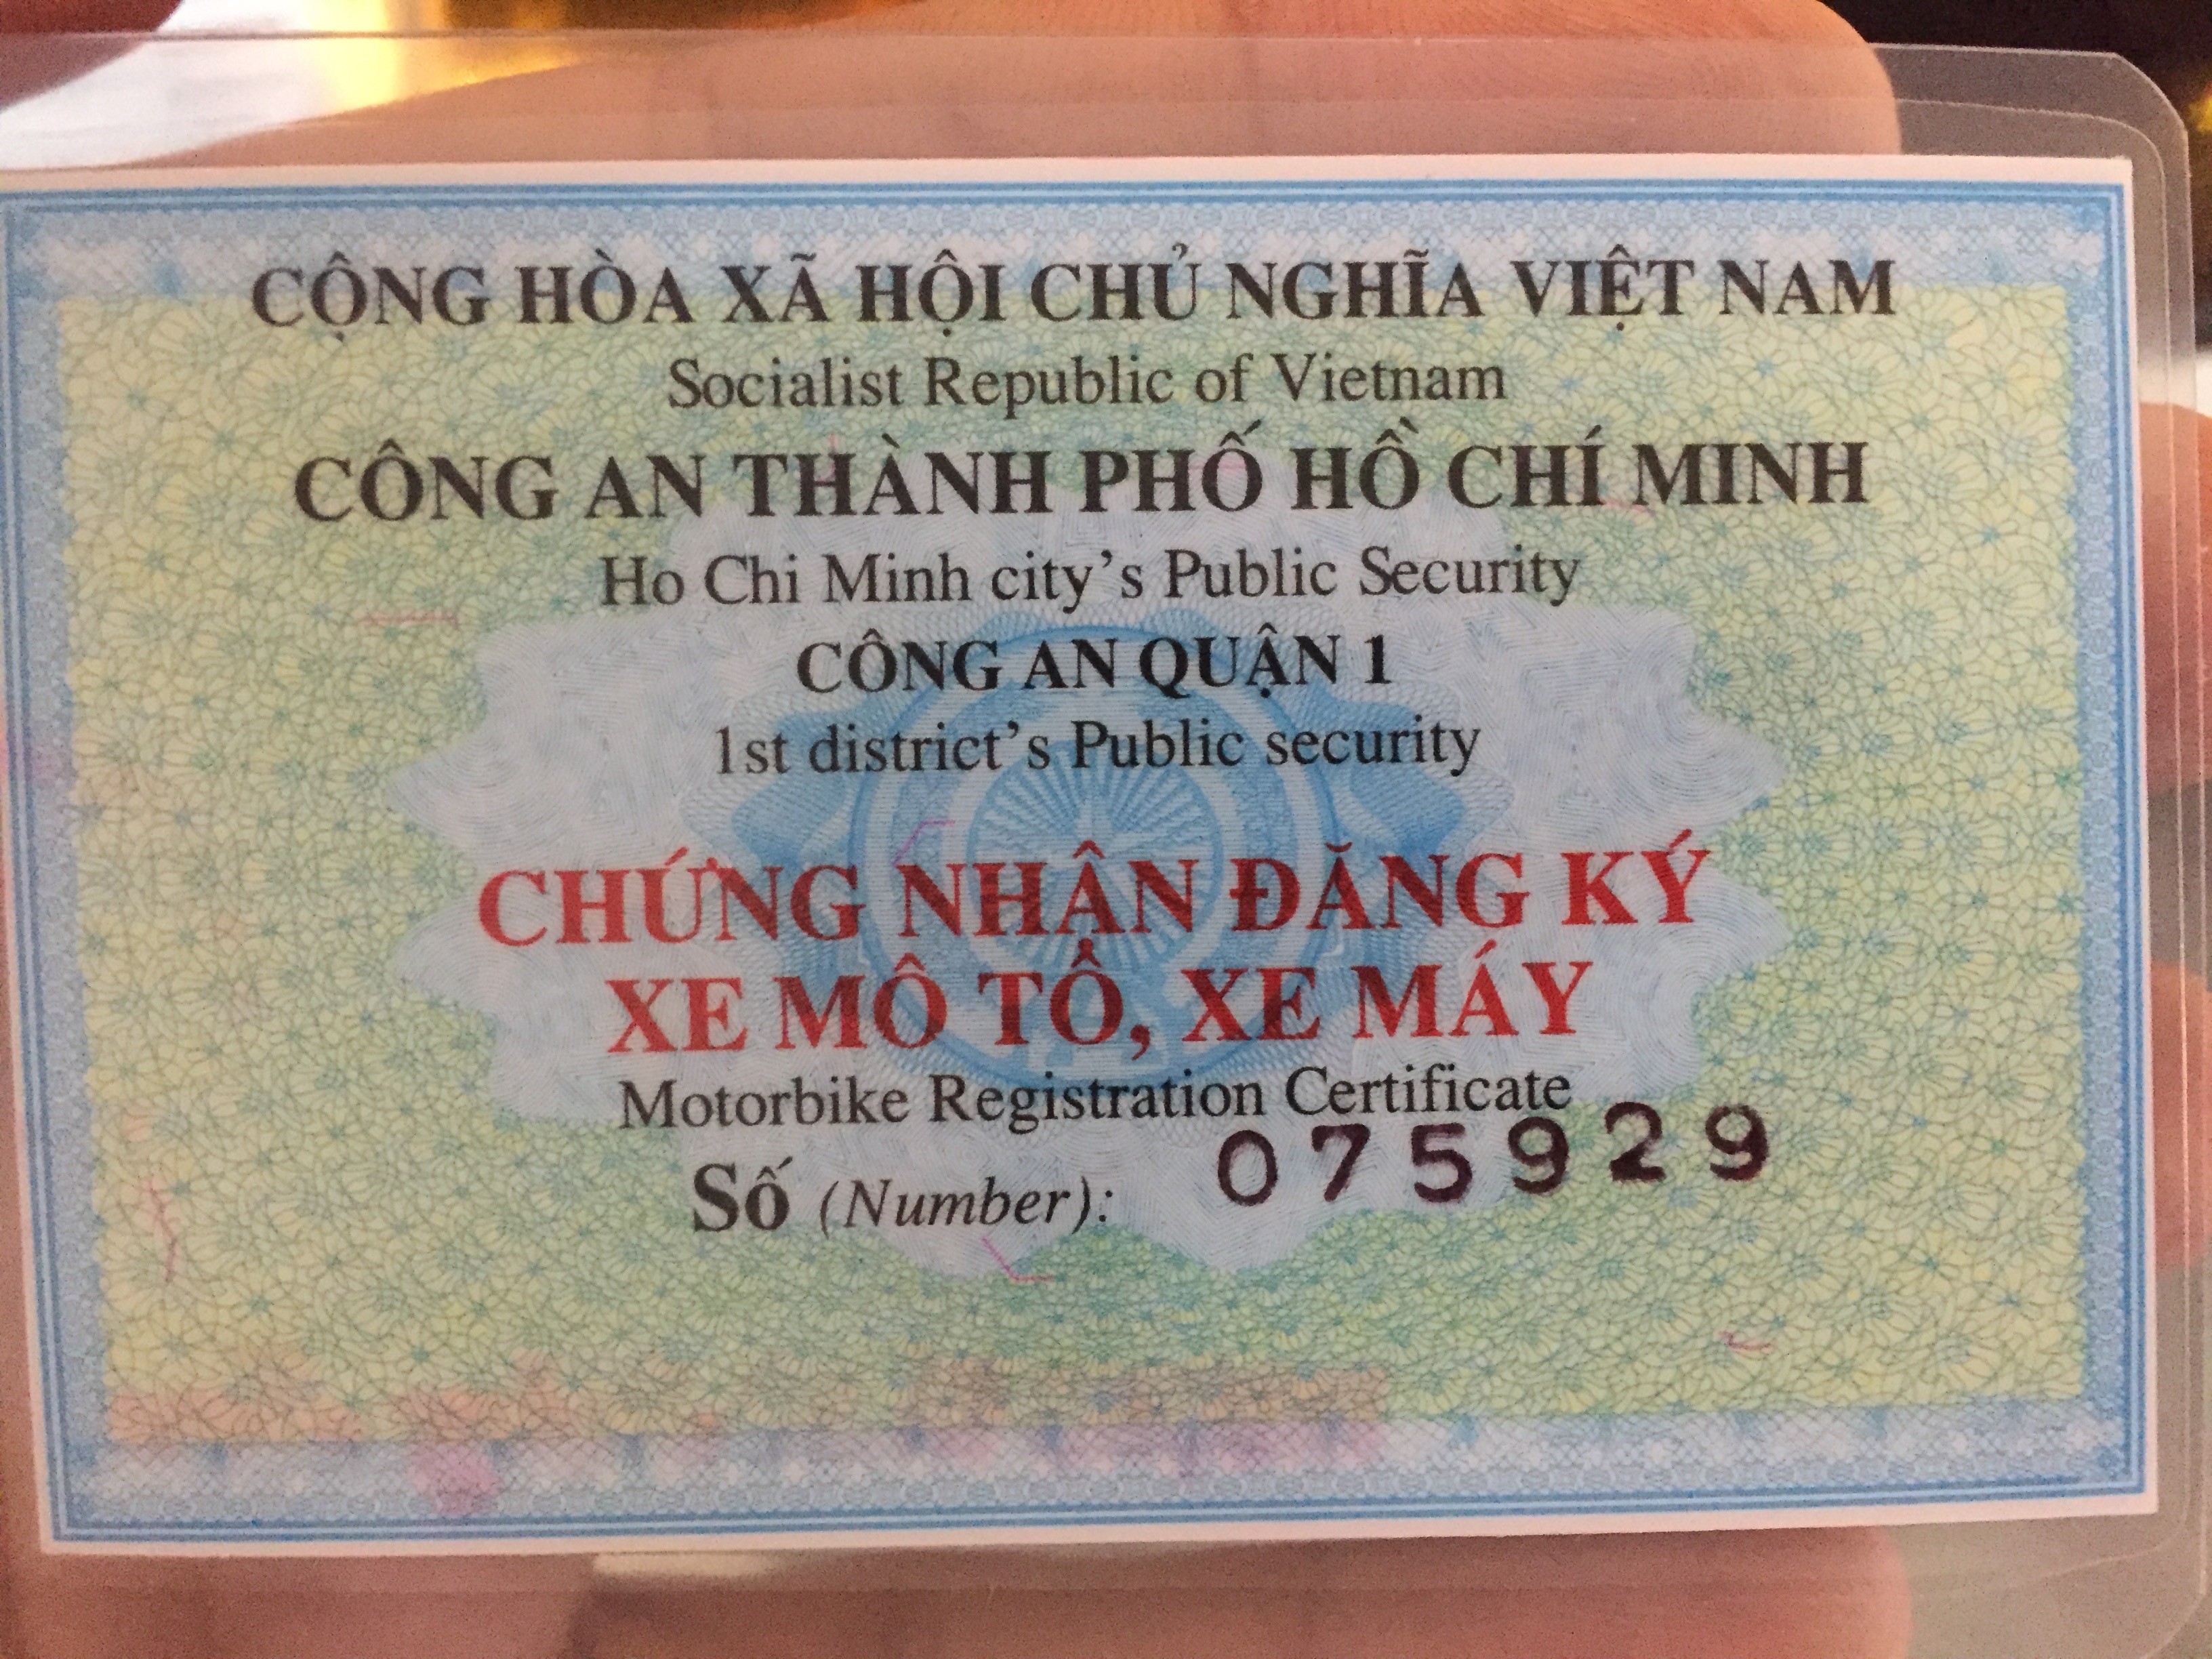 CỘNG HÒA XÃ HỘI CHỦ NGHĨA VIỆT NAM
Socialist Republic of Vietnam
CÔNG AN THÀNH PHỐ HỒ CHÍ MINH
Ho Chi Minh city's Public Security
CÔNG AN QUẬN 1
1st district's Public security
CHỨNG NHẬN ĐĂNG KÝ
XE MÔ TÔ, XE MÁY
Motorbike Registration Certificate
Số (Number): 075929